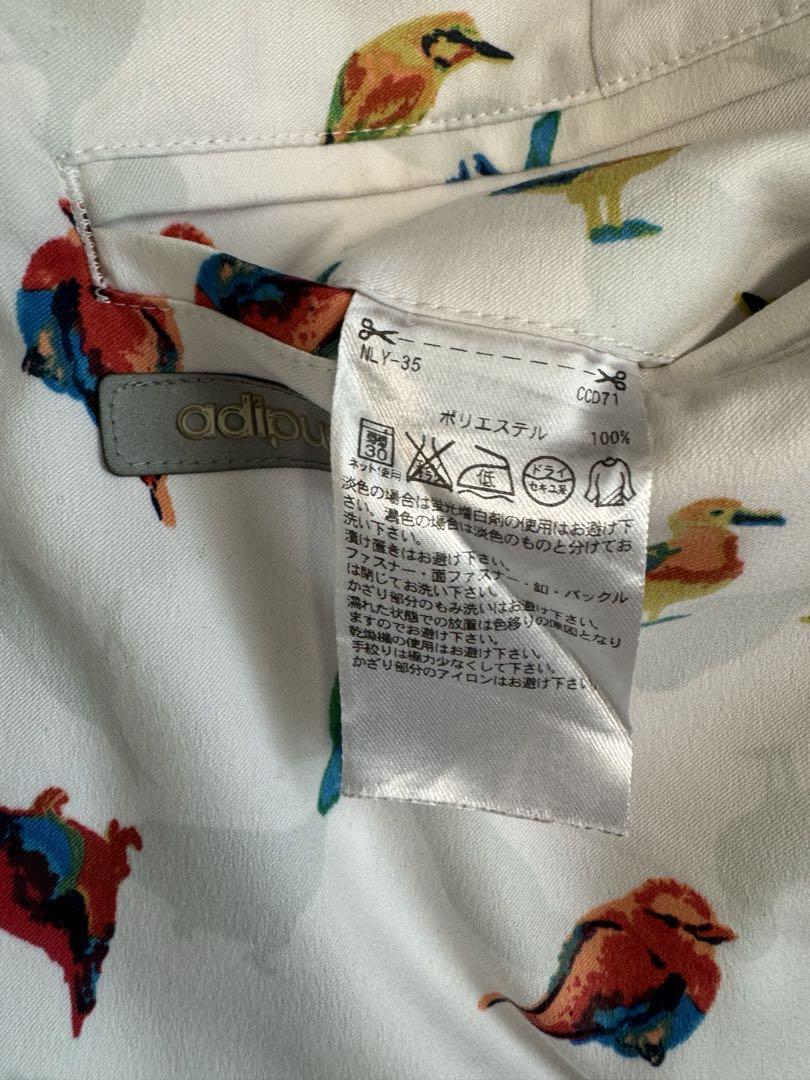 NLY-35
CCD71
ポリエステル 100%
弱
30
ネット使用
エンソサラシ
低
ドライ
セキユ系
淡色の場合は蛍光増白剤の使用はお避け下
さい。濃色の場合は淡色のものと分けてお
洗い下さい。
漬け置きはお避け下さい。
ファスナー・面ファスナー・釦・バックル
は閉じてお洗い下さい。
かざり部分のもみ洗いはお避け下さい。
濡れた状態での放置は色移りの原因となり
ますのでお避け下さい。
乾燥機の使用はお避け下さい。
手絞りは極力少なくして下さい。
かざり部分のアイロンはお避け下さい。